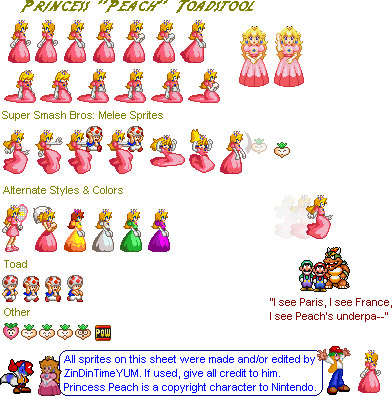 Princess "Peach" Toadstool
Super Smash Bros: Melee Sprites
Alternate Styles & Colors
Toad
Other
POW
"I see Paris, I see France,
I see Peach's underpa--"
All sprites on this sheet were made and/or edited by
ZinDinTimeYUM. If used, give all credit to him.
Princess Peach is a copyright character to Nintendo.